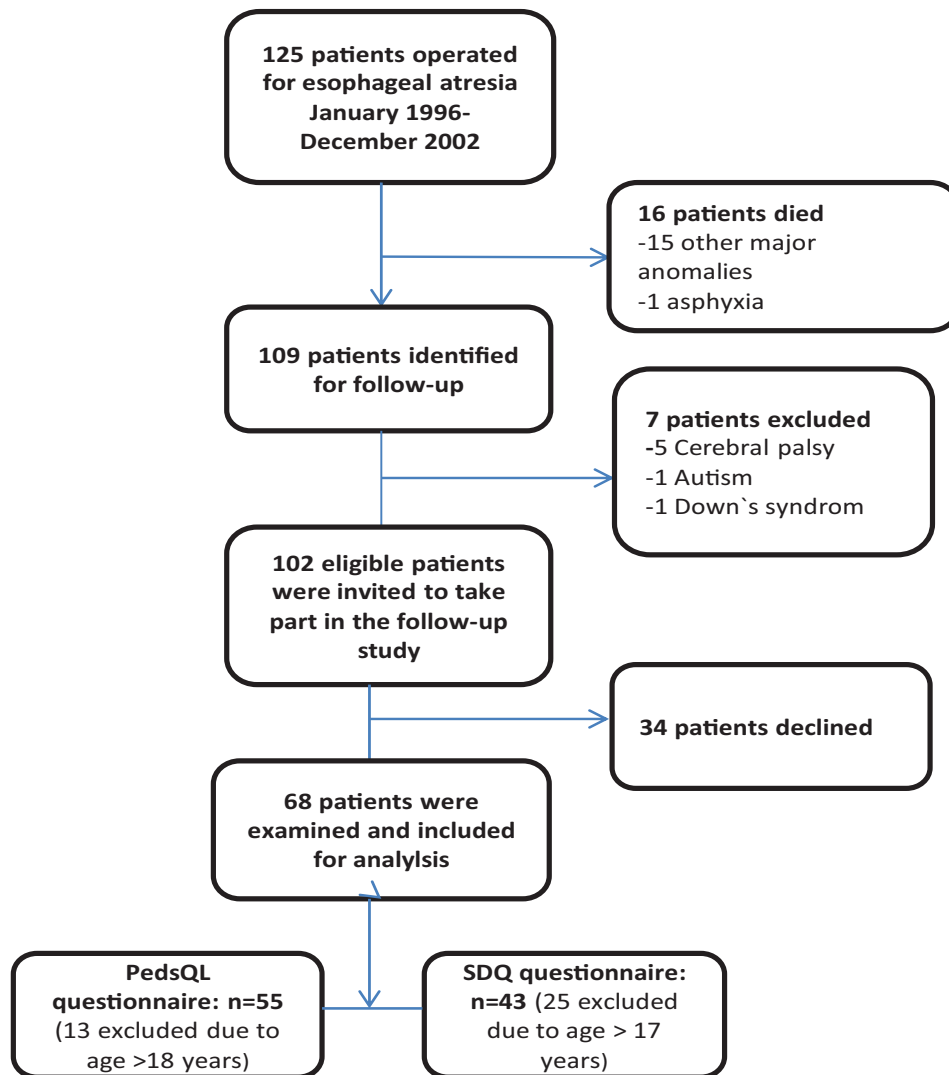 125 patients operated
for esophageal atresia
January 1996-
December 2002
16 patients died
-15 other major
anomalies
-1 asphyxia
109 patients identified
for follow-up
7 patients excluded
-5 Cerebral palsy
-1 Autism
-1 Down`s syndrom
102 eligible patients
were invited to take
part in the follow-up
study
34 patients declined
68 patients were
examined and included
for analylsis
PedsQL
questionnaire: n=55
(13 excluded due to
age >18 years)
SDQ questionnaire:
n=43 (25 excluded
due to age > 17
years)